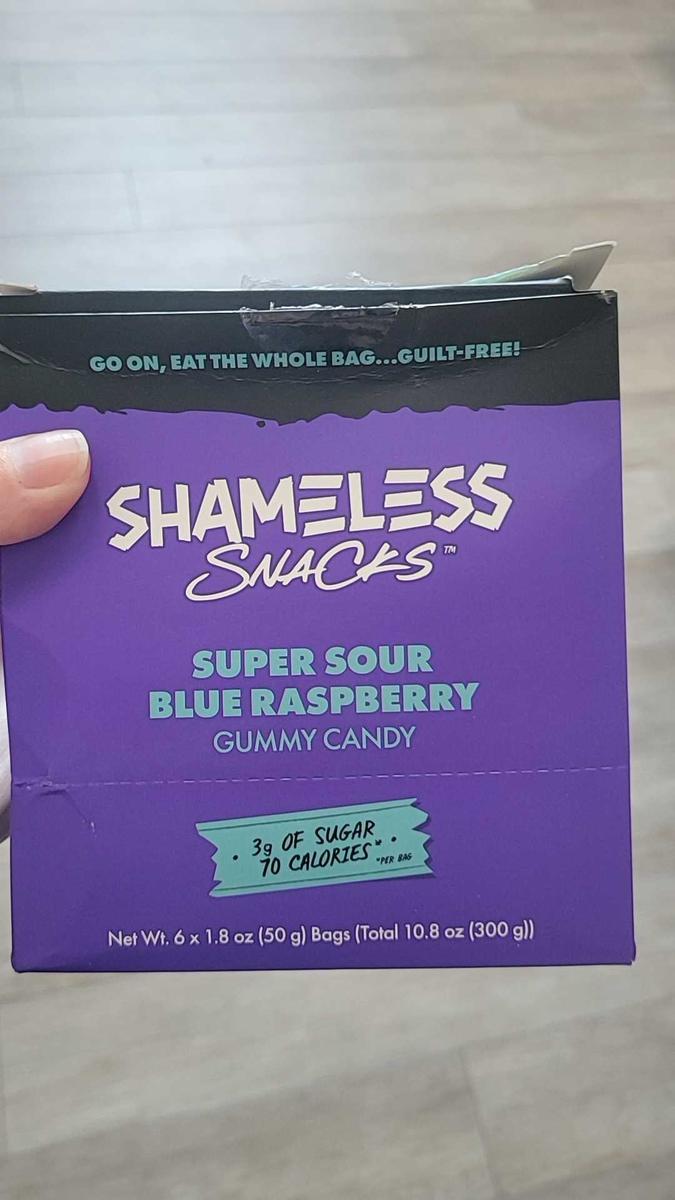 GO ON, EAT THE WHOLE BAG...GUILT-FREE!
SHAMELESS
SNACKS™
SUPER SOUR
BLUE RASPBERRY
GUMMY CANDY
• 3g OF SUGAR •
70 CALORIES* *PER BAG
Net Wt. 6 x 1.8 oz (50 g) Bags (Total 10.8 oz (300 g))